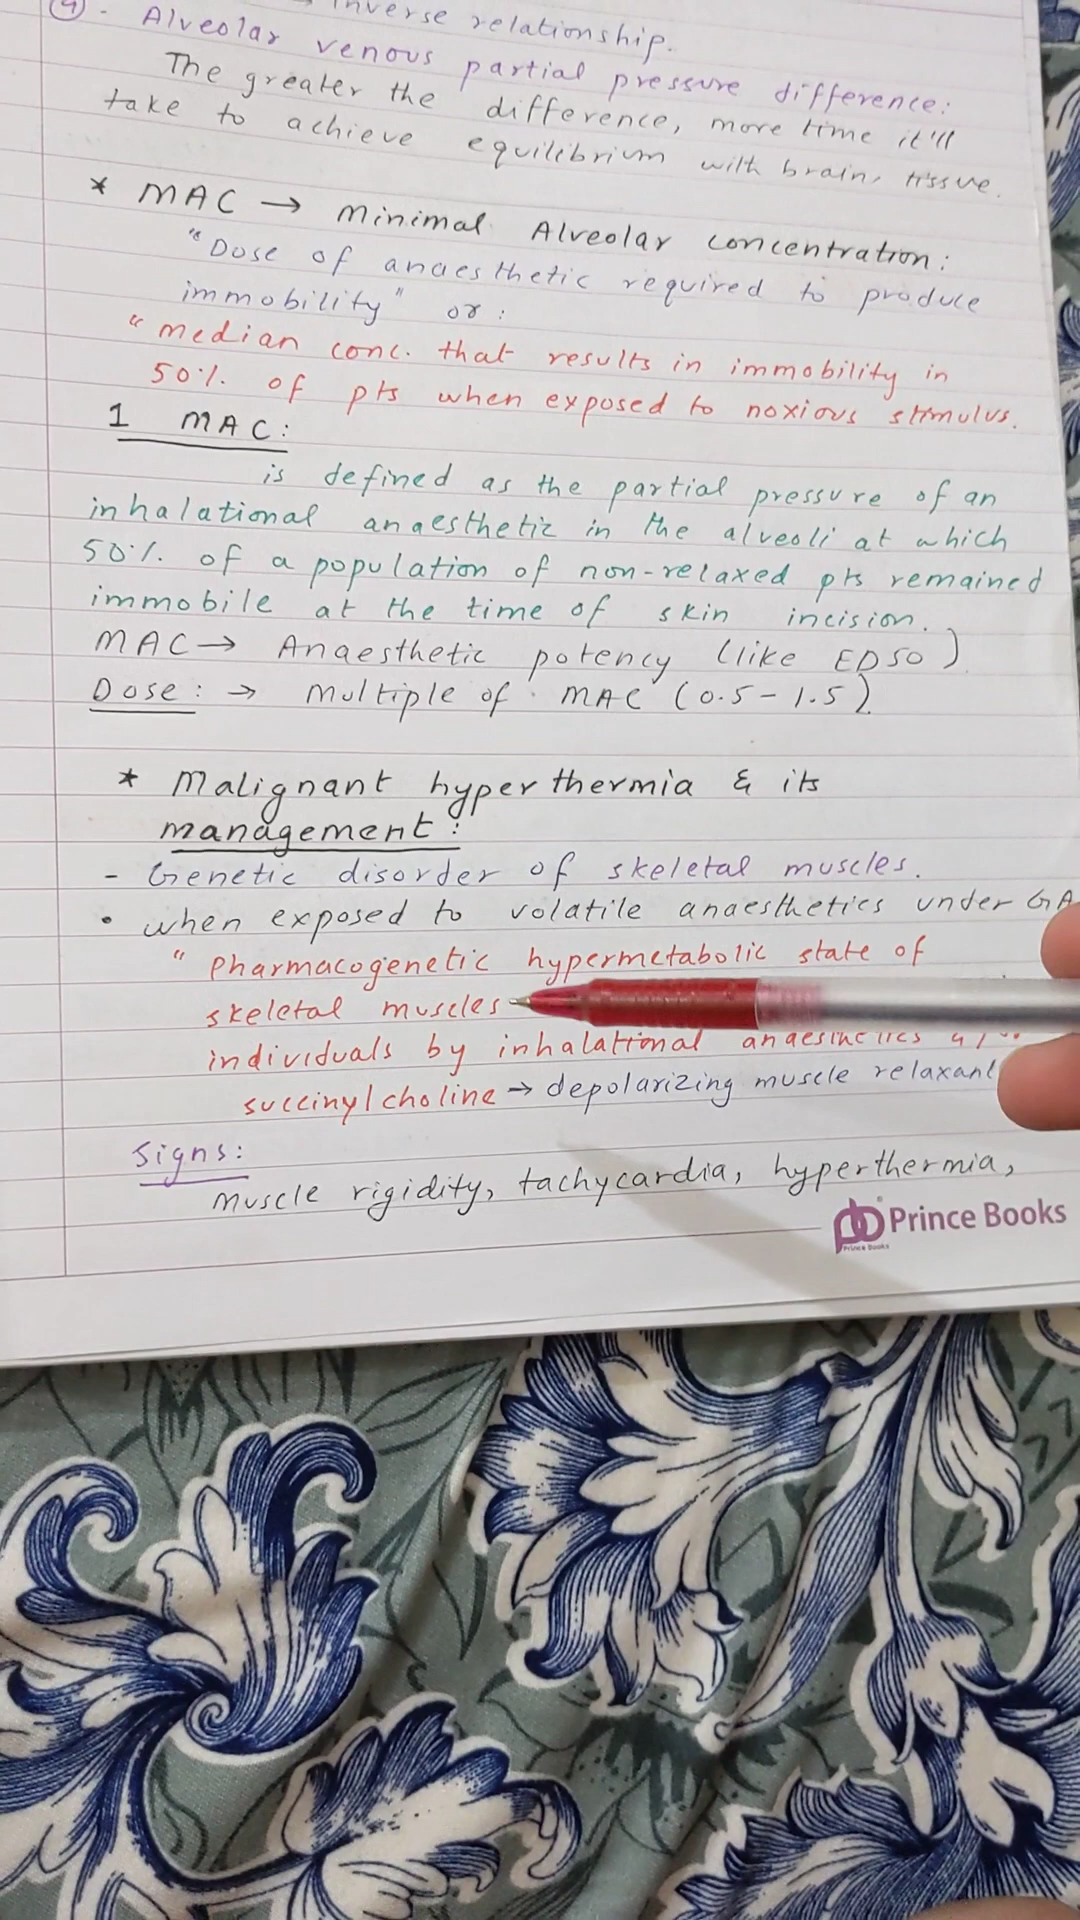 ④ - Inverse relationship.
Alveolar venous partial pressure difference:
The greater the difference, more time it'll
take to achieve equilibrium with brain, tissue.
* MAC → minimal Alveolar concentration:
"Dose of anaesthetic required to produce
immobility" or:
"median conc. that results in immobility in
50%. of pts when exposed to noxious stimulus.
1 MAC:
is defined as the partial pressure of an
inhalational anaesthetic in the alveoli at which
50%. of a population of non-relaxed pts remained
immobile at the time of skin incision.
MAC → Anaesthetic potency (like ED50)
Dose: → multiple of MAC (0.5-1.5)
* Malignant hyperthermia & its
management:
- Genetic disorder of skeletal muscles.
• when exposed to volatile anaesthetics under GA
"Pharmacogenetic hypermetabolic state of
skeletal muscles
individuals by inhalational anaesthetics
succinylcholine → depolarizing muscle relaxant
Signs:
muscle rigidity, tachycardia, hyperthermia,
Prince Books
Prince Books